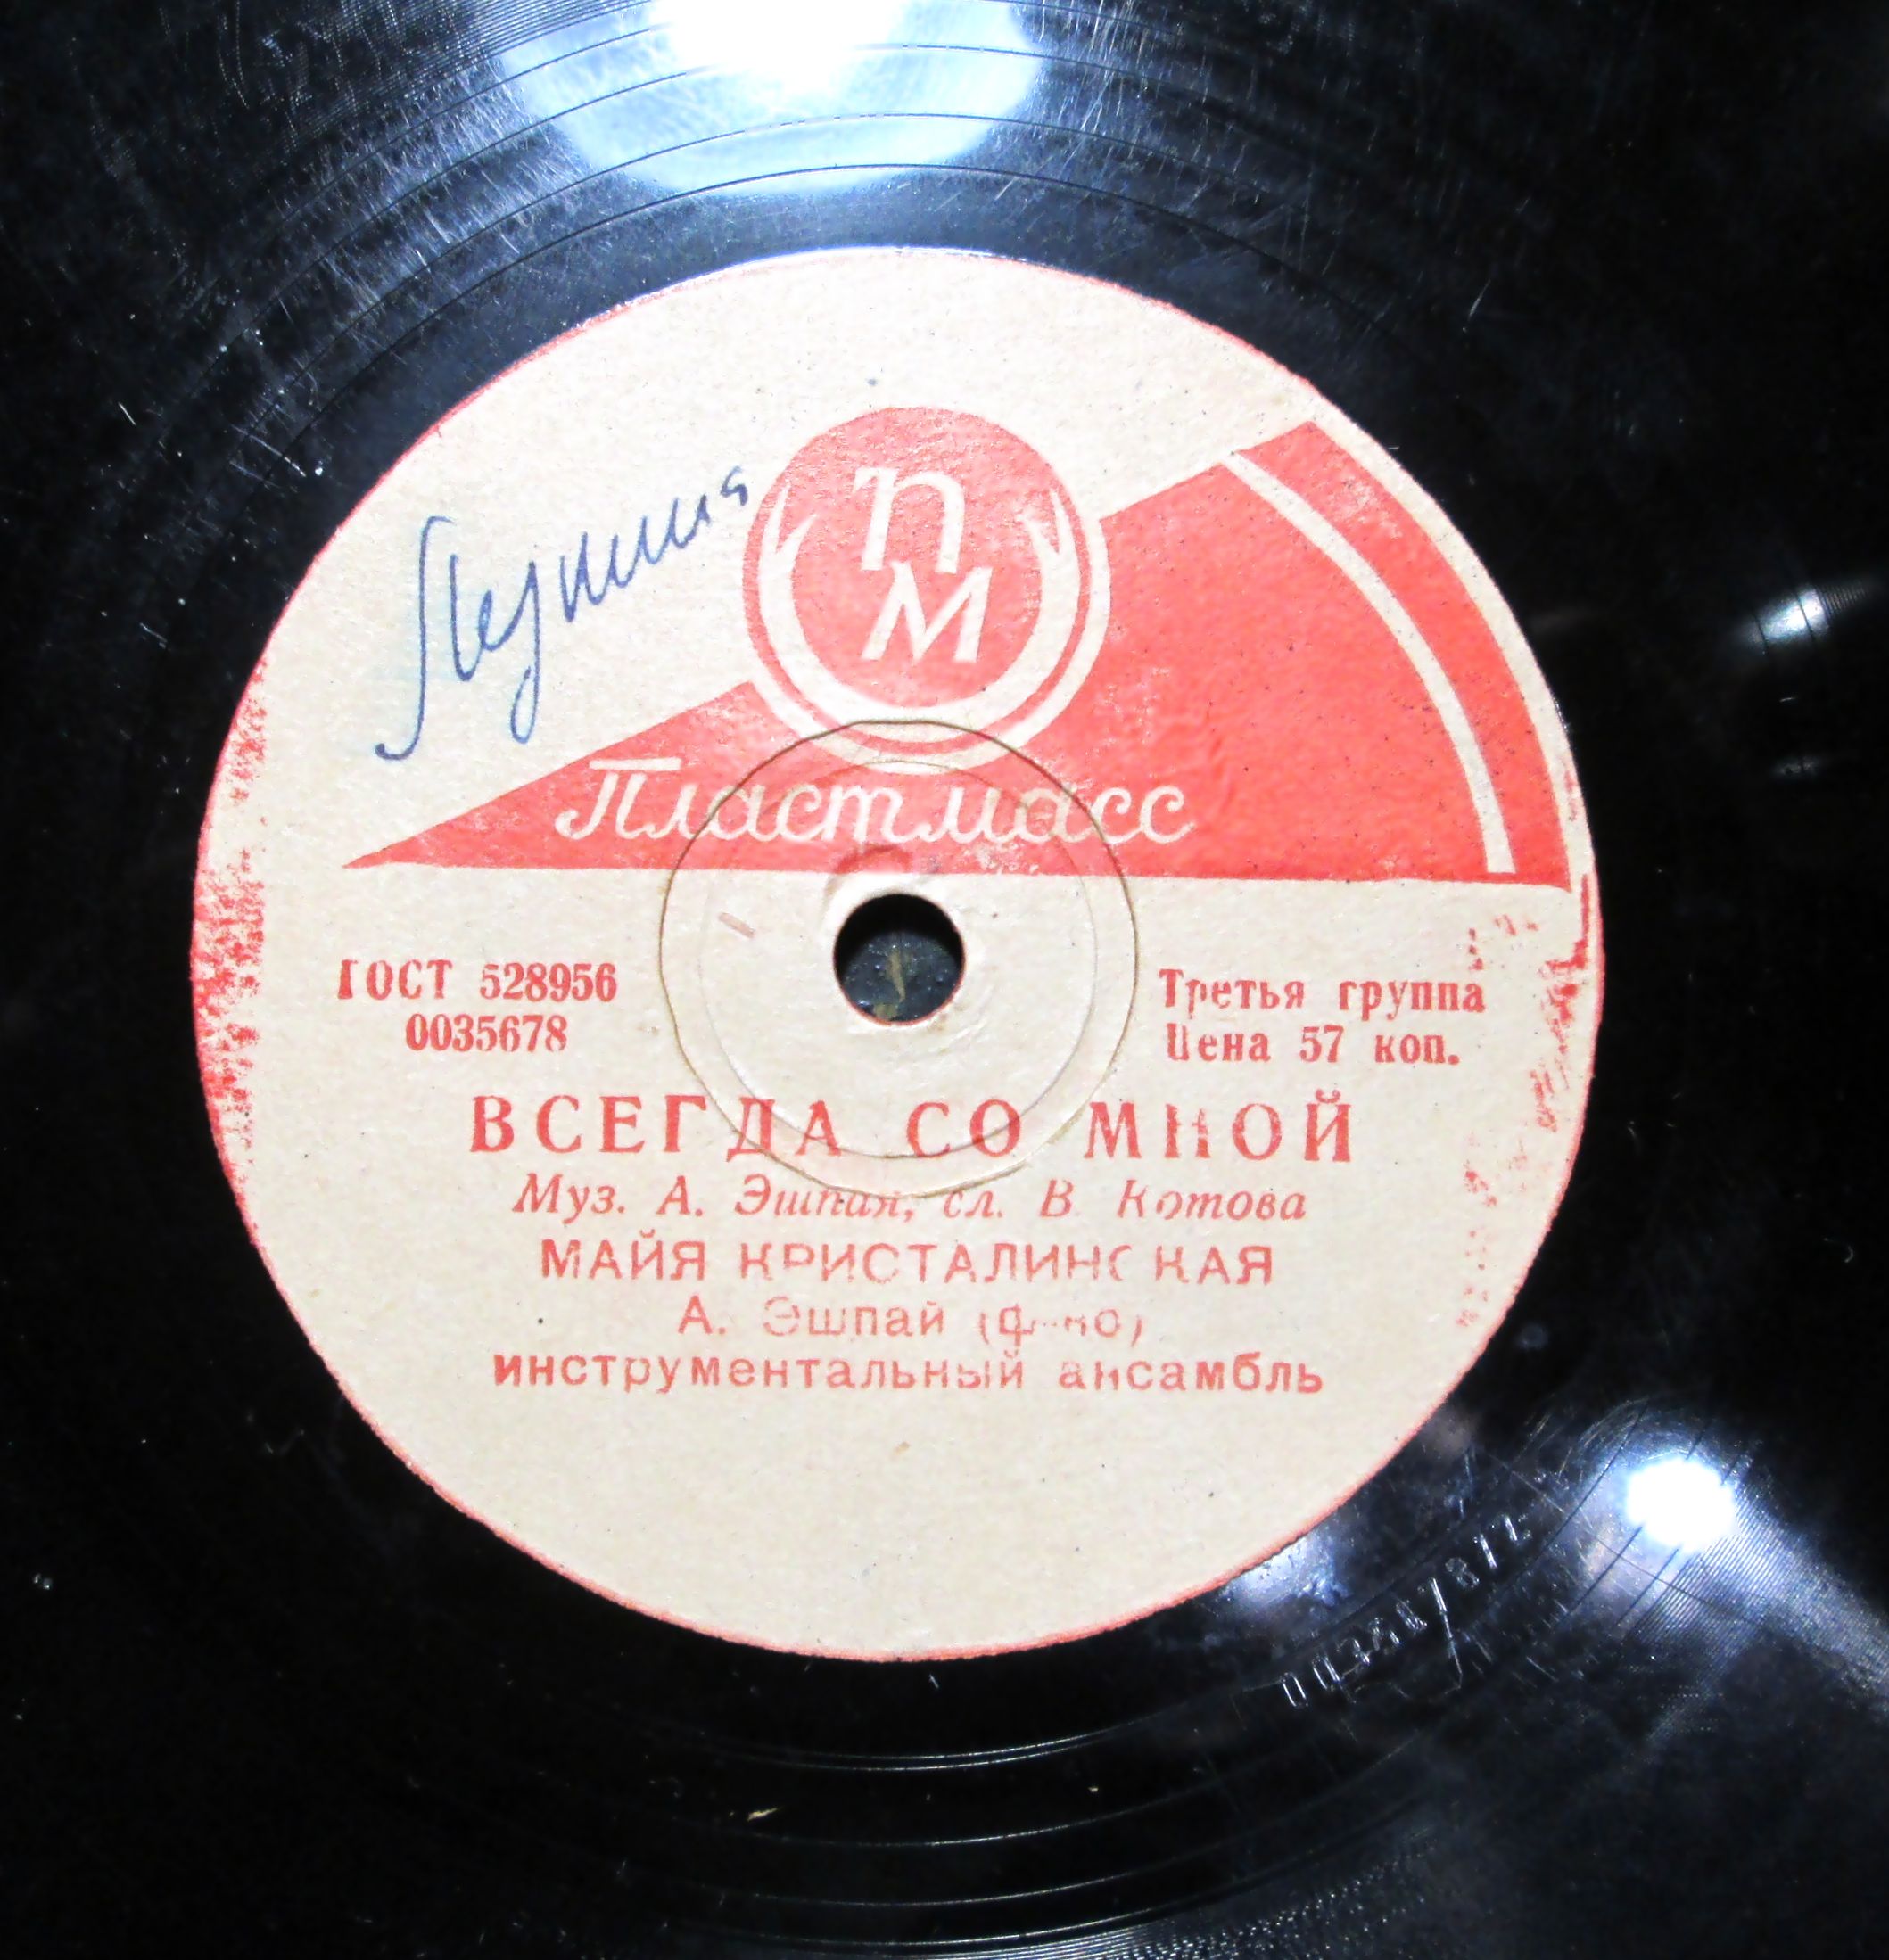 ПМ
Пластмасс
ГОСТ 528956
0035678
Третья группа
Цена 57 коп.
ВСЕГДА СО МНОЙ
Муз. А. Эшпая, сл. В. Котова
МАЙЯ КРИСТАЛИНСКАЯ
А. Эшпай (ф-но)
инструментальный ансамбль